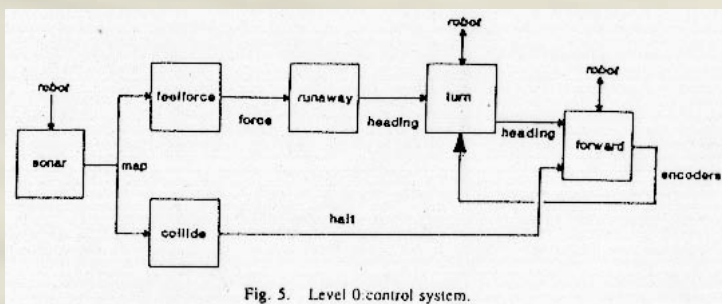 robot
robot
robot
feelforce
runaway
turn
force
heading
heading
forward
sonar
map
encoders
collide
halt
Fig. 5. Level 0 control system.